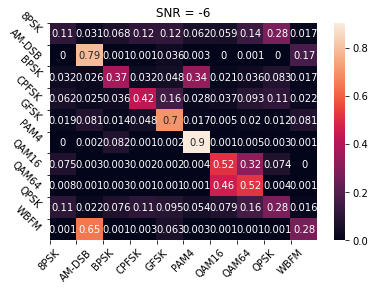 SNR = -6
8PSK 0.11 0.031 0.068 0.12 0.12 0.062 0.059 0.14 0.28 0.017
AM-DSB 0 0.79 0.001 0.001 0.036 0.003 0 0.001 0 0.17
BPSK 0.032 0.026 0.37 0.032 0.048 0.34 0.021 0.036 0.083 0.017
CPFSK 0.062 0.025 0.036 0.42 0.16 0.028 0.037 0.093 0.11 0.022
GFSK 0.019 0.081 0.014 0.048 0.7 0.017 0.005 0.02 0.012 0.081
PAM4 0 0.002 0.082 0.001 0.002 0.9 0.001 0.005 0.003 0.001
QAM16 0.075 0.003 0.003 0.002 0.02 0.004 0.52 0.32 0.074 0
QAM64 0.008 0.001 0.003 0.001 0.001 0.001 0.46 0.52 0.004 0.001
QPSK 0.11 0.022 0.076 0.11 0.095 0.054 0.079 0.16 0.28 0.016
WBFM 0 0.65 0.001 0.003 0.063 0.003 0.001 0.001 0.001 0.28
8PSK AM-DSB BPSK CPFSK GFSK PAM4 QAM16 QAM64 QPSK WBFM
0.8
0.6
0.4
0.2
0.0